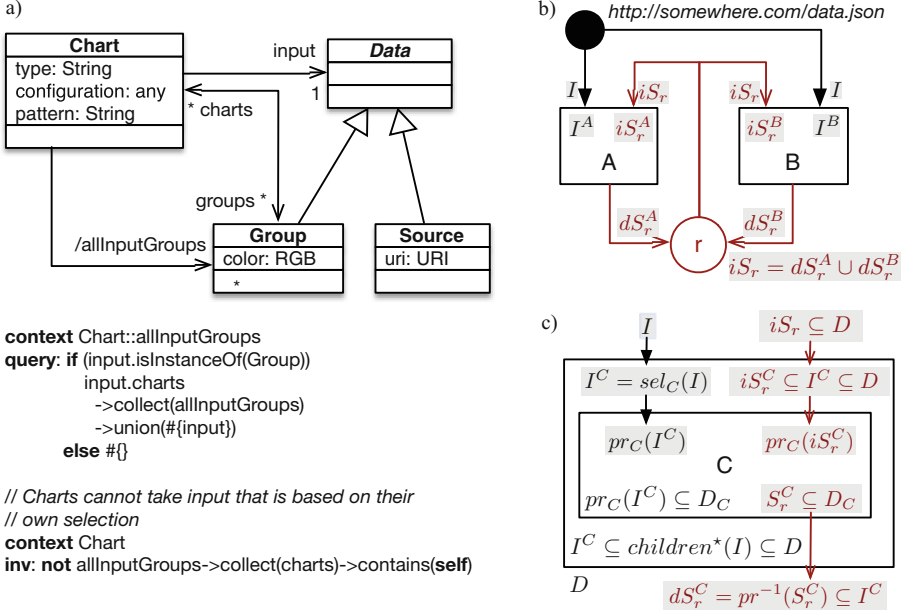 a)
Chart
type: String
configuration: any
pattern: String
input
Data
1
* charts
groups *
/allInputGroups
Group
color: RGB
*
Source
uri: URI
context Chart::allInputGroups
query: if (input.isInstanceOf(Group))
input.charts
->collect(allInputGroups)
->union(#{input})
else #{}
// Charts cannot take input that is based on their
// own selection
context Chart
inv: not allInputGroups->collect(charts)->contains(self)
b)
http://somewhere.com/data.json
I iS_r iS_r I
I^A iS_r^A iS_r^B I^B
A B
dS_r^A dS_r^B
r
iS_r = dS_r^A ∪ dS_r^B
c)
I iS_r ⊆ D
I^C = sel_C(I) iS_r^C ⊆ I^C ⊆ D
pr_C(I^C) pr_C(iS_r^C)
C
pr_C(I^C) ⊆ D_C S_r^C ⊆ D_C
I^C ⊆ children^⋆(I) ⊆ D
D
dS_r^C = pr^{-1}(S_r^C) ⊆ I^C